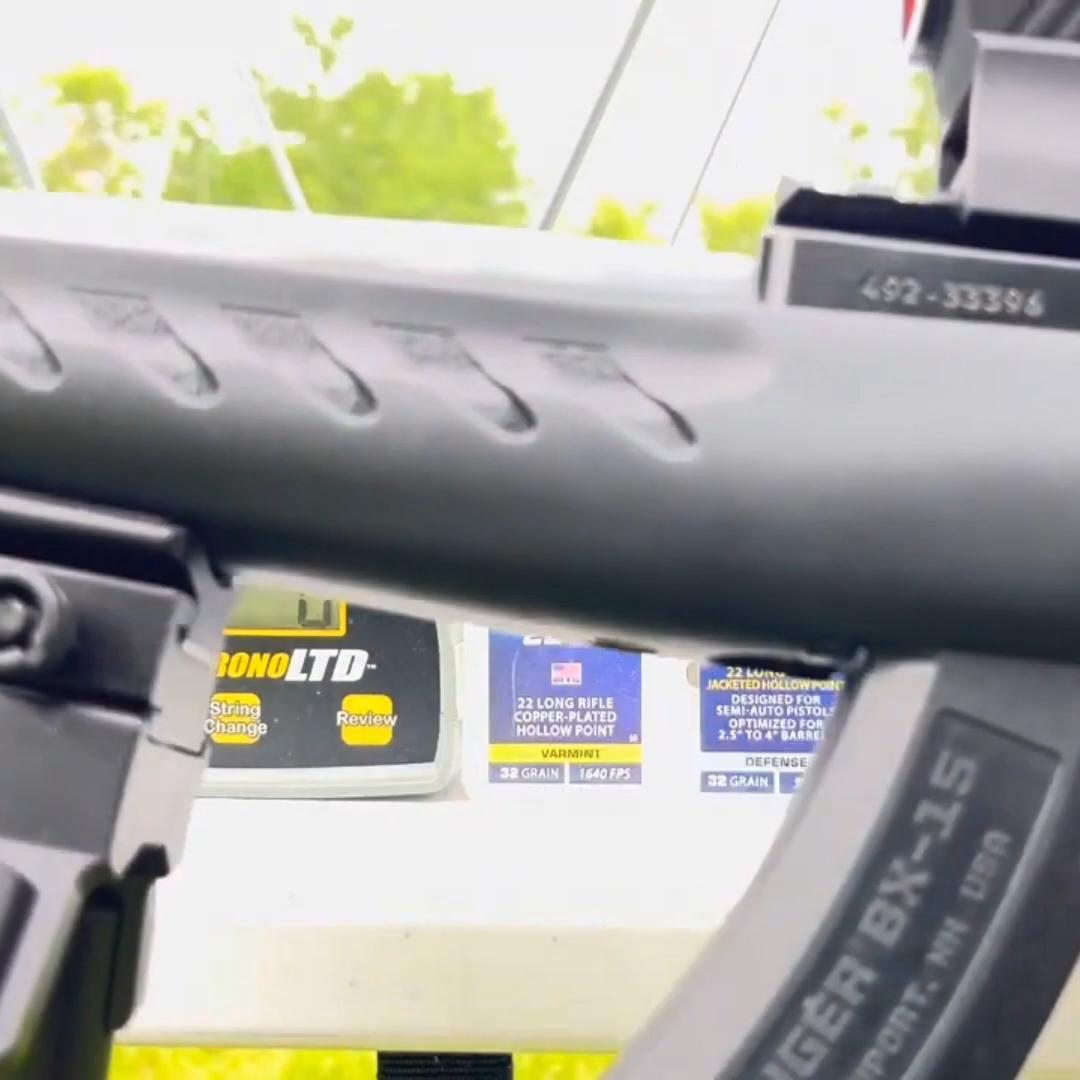 492-33396
LTD™
String
Change
Review
22 LONG RIFLE
COPPER-PLATED
HOLLOW POINT
50
VARMINT
32 GRAIN
1640 FPS
22 LONG
JACKETED HOLLOW POINT
DESIGNED FOR
SEMI-AUTO PISTOLS
OPTIMIZED FOR
2.5" TO 4" BARREL
DEFENSE
32 GRAIN
BX-15
NH USA